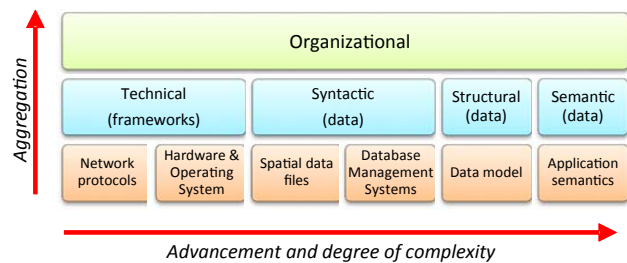 Aggregation
Organizational
Technical
(frameworks)
Syntactic
(data)
Structural
(data)
Semantic
(data)
Network
protocols
Hardware &
Operating
System
Spatial data
files
Database
Management
Systems
Data model
Application
semantics
Advancement and degree of complexity